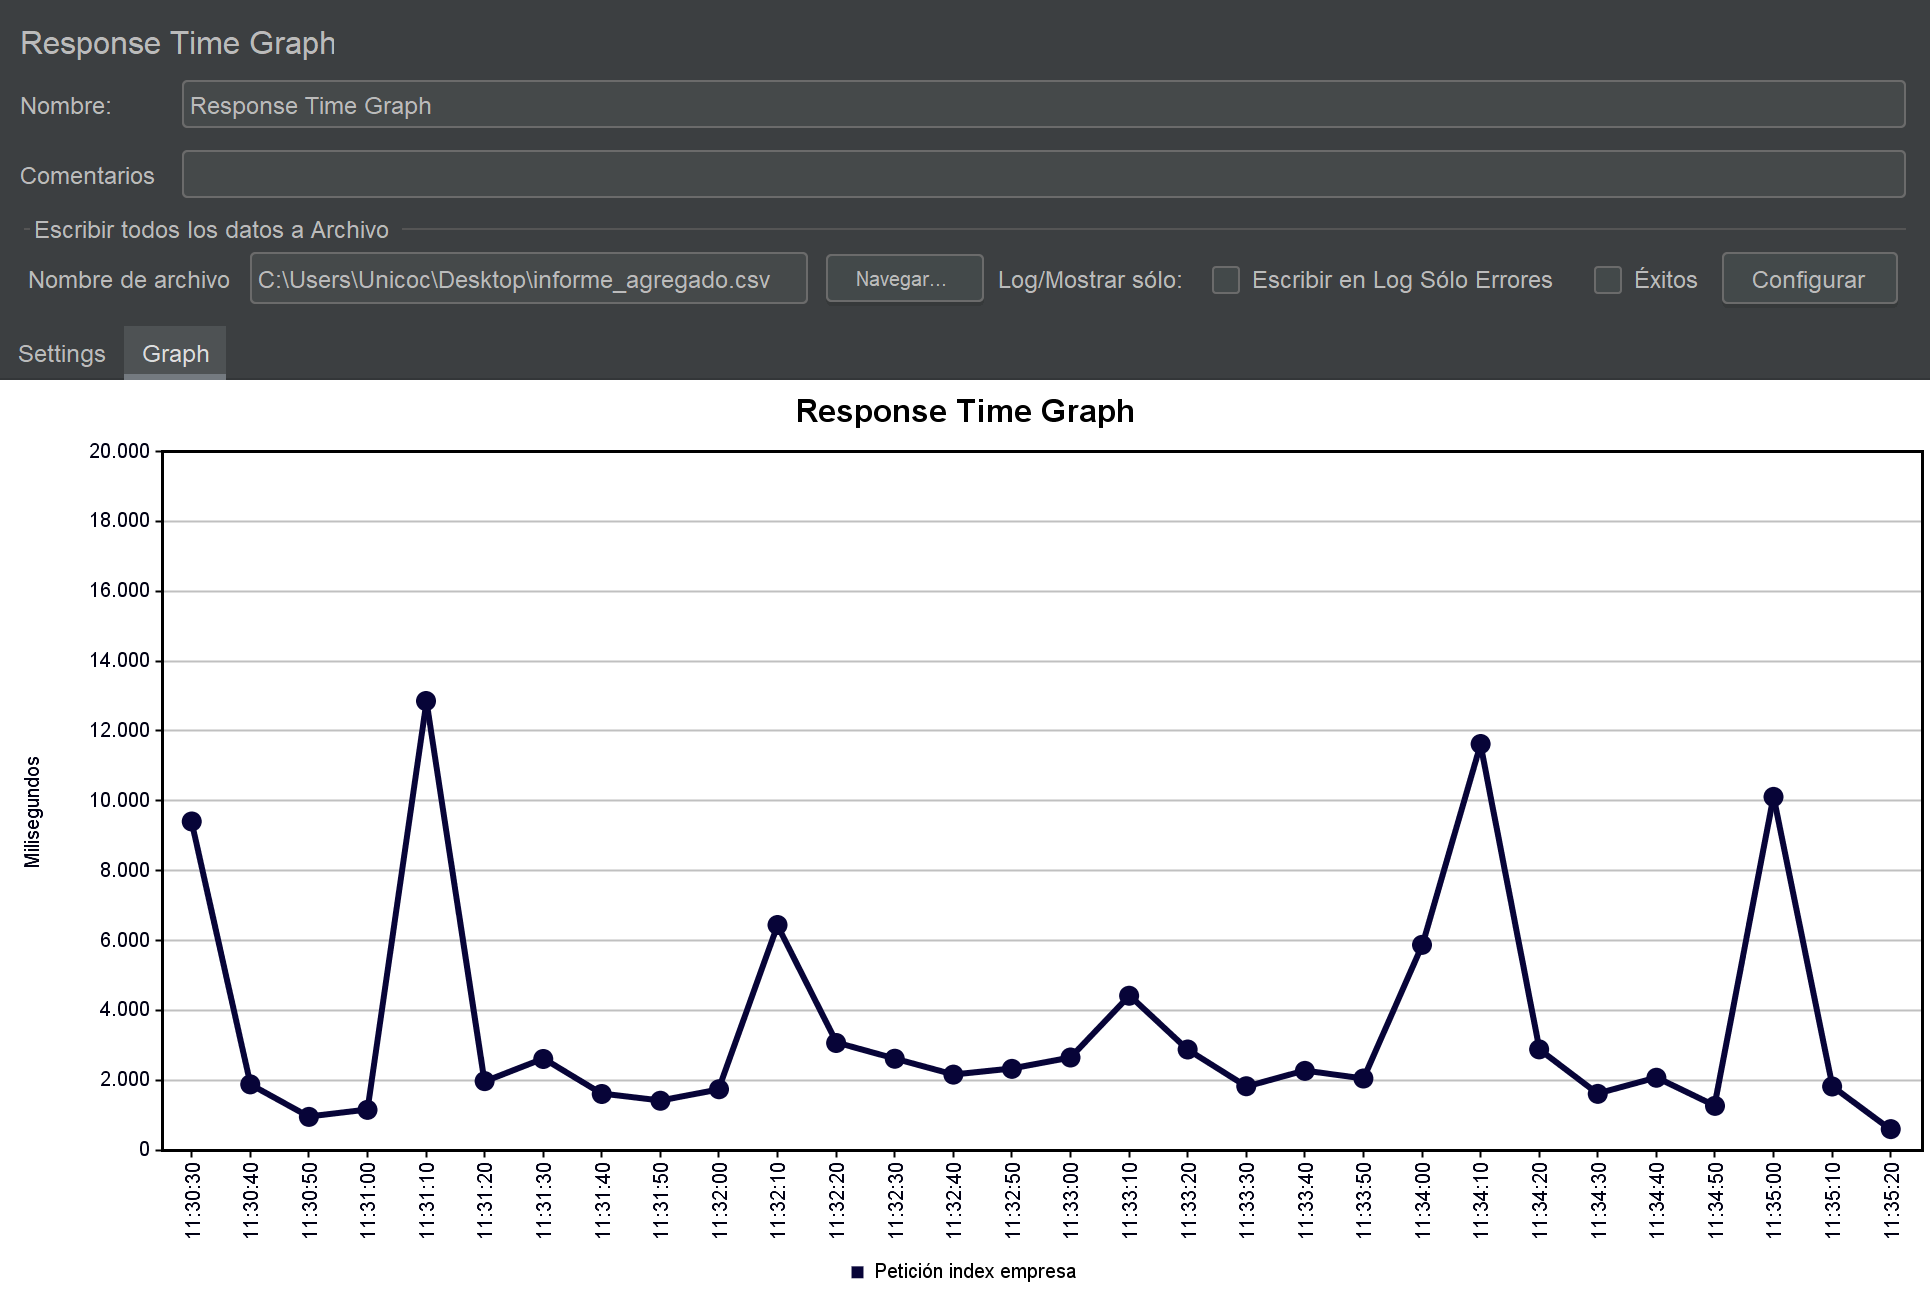 Response Time Graph
Nombre: Response Time Graph
Comentarios
Escribir todos los datos a Archivo
Nombre de archivo C:\Users\Unicoc\Desktop\informe_agregado.csv Navegar... Log/Mostrar sólo: Escribir en Log Sólo Errores Éxitos Configurar
Settings Graph
Response Time Graph
20.000
18.000
16.000
14.000
12.000
10.000
8.000
6.000
4.000
2.000
0
Milisegundos
11:30:30 11:30:40 11:30:50 11:31:00 11:31:10 11:31:20 11:31:30 11:31:40 11:31:50 11:32:00 11:32:10 11:32:20 11:32:30 11:32:40 11:32:50 11:33:00 11:33:10 11:33:20 11:33:30 11:33:40 11:33:50 11:34:00 11:34:10 11:34:20 11:34:30 11:34:40 11:34:50 11:35:00 11:35:10 11:35:20
Petición index empresa